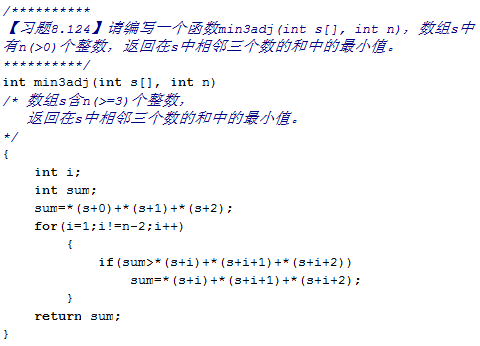 /**********
【习题8.124】请编写一个函数min3adj(int s[], int n)，数组s中
有n(>0)个整数，返回在s中相邻三个数的和中的最小值。
**********/
int min3adj(int s[], int n)
/* 数组s含n(>=3)个整数，
返回在s中相邻三个数的和中的最小值。
*/
{
int i;
int sum;
sum=*(s+0)+*(s+1)+*(s+2);
for(i=1;i!=n-2;i++)
{
if(sum>*(s+i)+*(s+i+1)+*(s+i+2))
sum=*(s+i)+*(s+i+1)+*(s+i+2);
}
return sum;
}